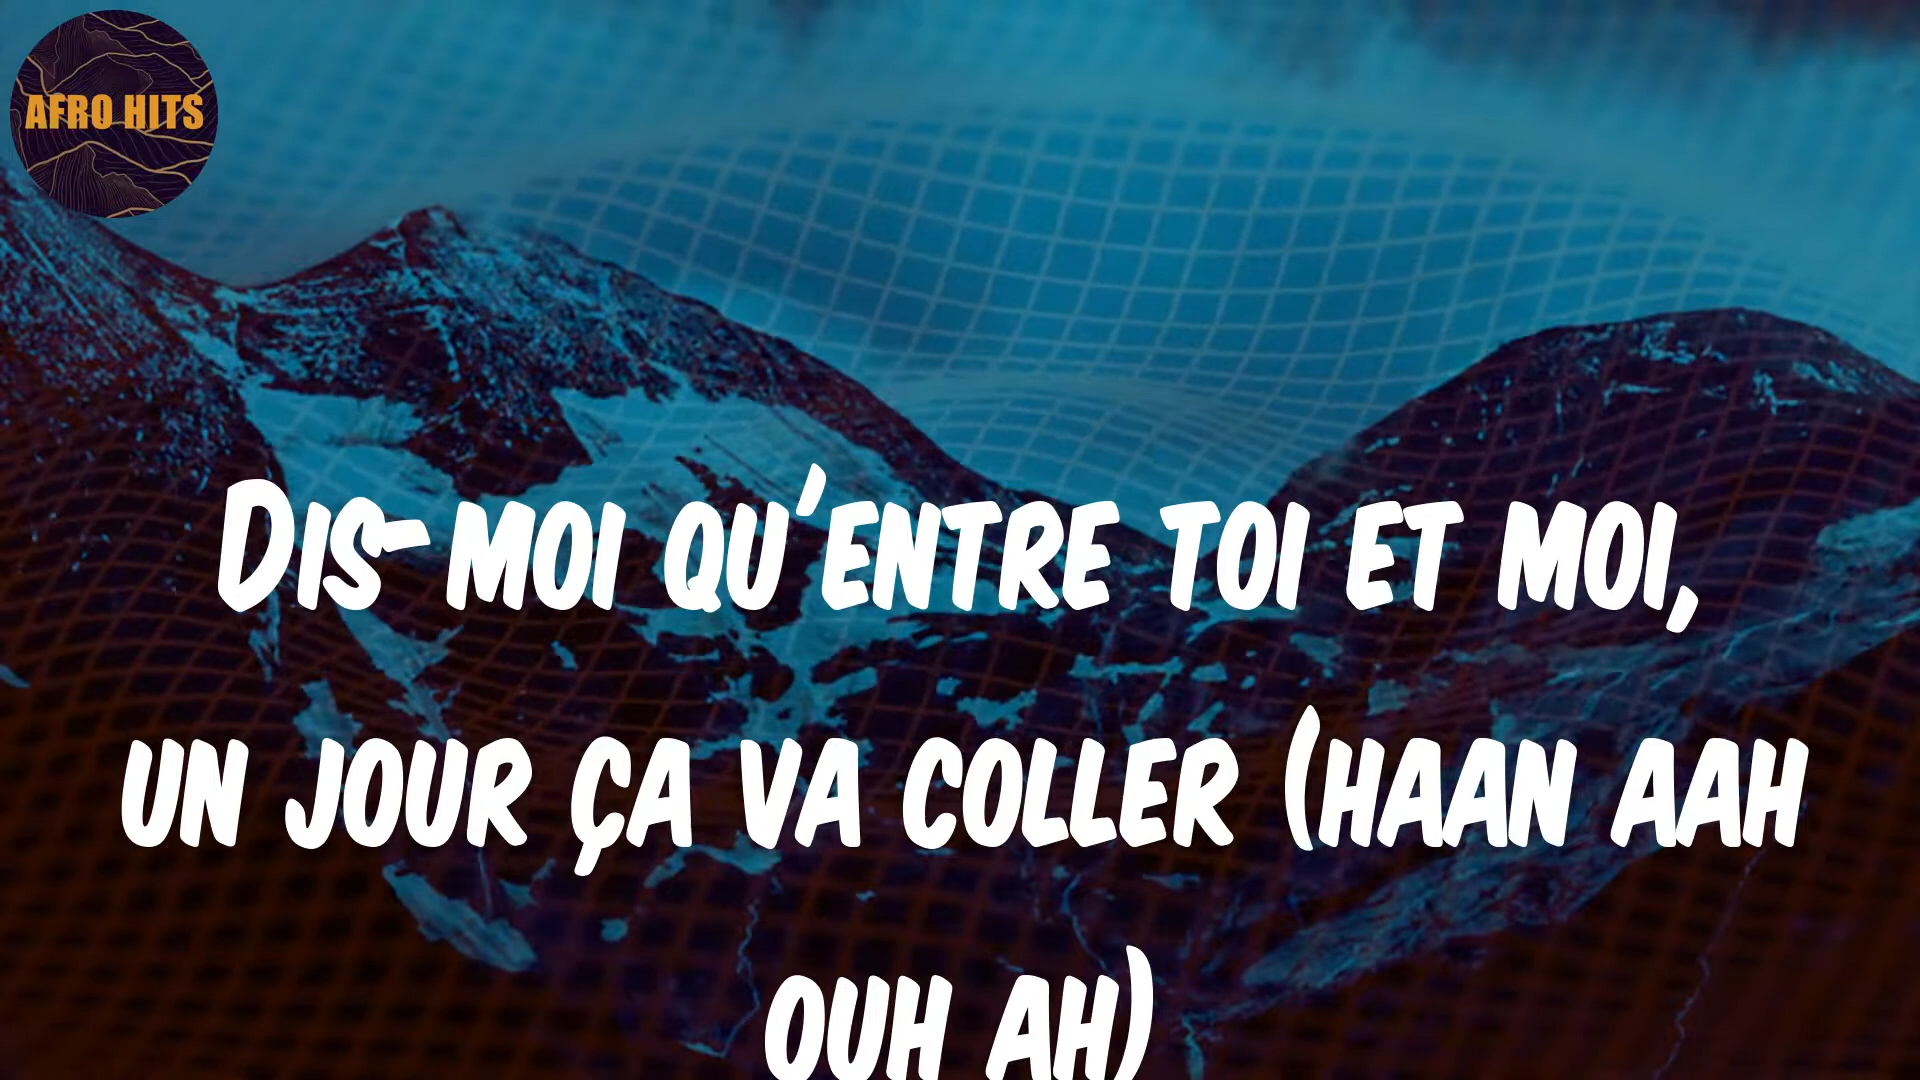 AFRO HITS
Dis-moi qu'entre toi et moi,
un jour ça va coller (haan aah
ouh ah)